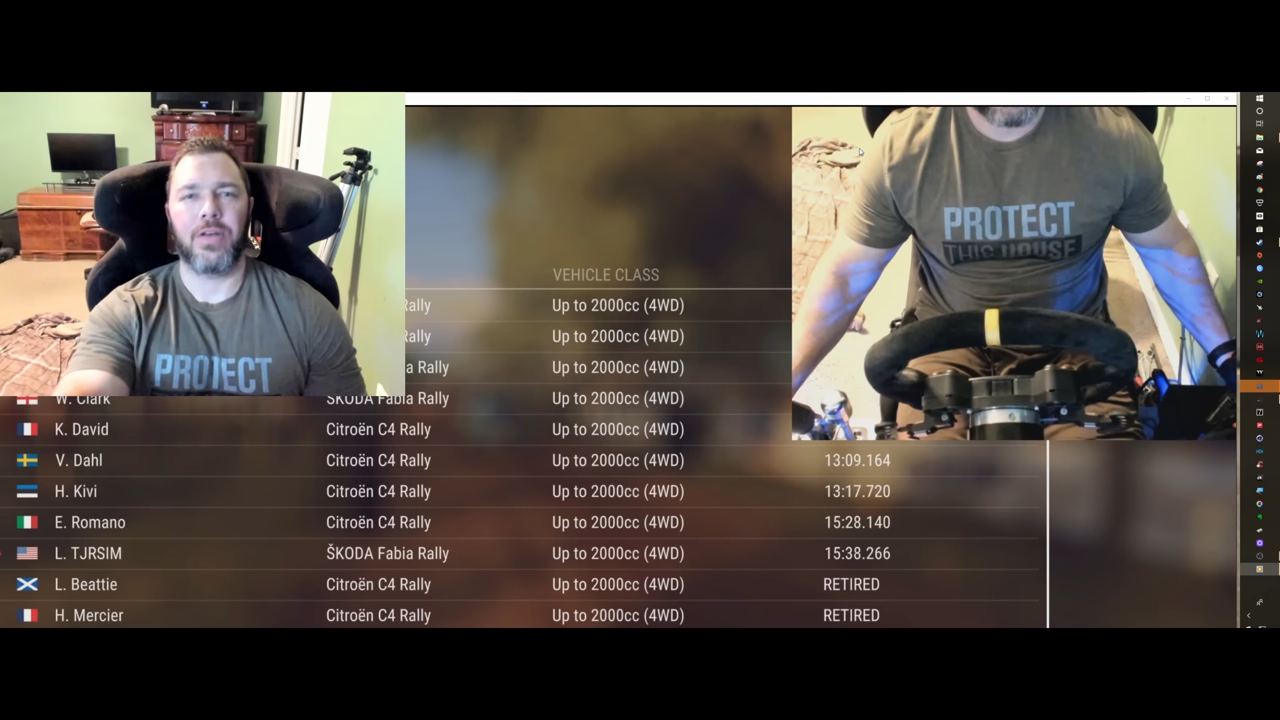 PROTECT
THIS HOUSE
PROTECT
VEHICLE CLASS
Rally Up to 2000cc (4WD)
Rally Up to 2000cc (4WD)
a Rally Up to 2000cc (4WD)
W. Clark ŠKODA Fabia Rally Up to 2000cc (4WD)
K. David Citroën C4 Rally Up to 2000cc (4WD)
V. Dahl Citroën C4 Rally Up to 2000cc (4WD) 13:09.164
H. Kivi Citroën C4 Rally Up to 2000cc (4WD) 13:17.720
E. Romano Citroën C4 Rally Up to 2000cc (4WD) 15:28.140
L. TJRSIM ŠKODA Fabia Rally Up to 2000cc (4WD) 15:38.266
L. Beattie Citroën C4 Rally Up to 2000cc (4WD) RETIRED
H. Mercier Citroën C4 Rally Up to 2000cc (4WD) RETIRED